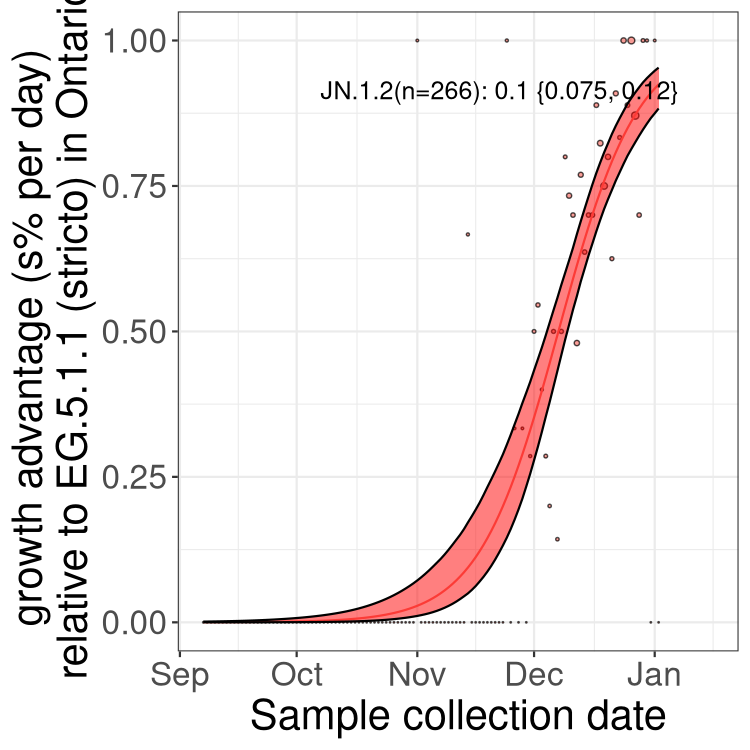 growth advantage (s% per day)
relative to EG.5.1.1 (stricto) in Ontario
1.00
0.75
0.50
0.25
0.00
JN.1.2(n=266): 0.1 {0.075, 0.12}
Sep Oct Nov Dec Jan
Sample collection date